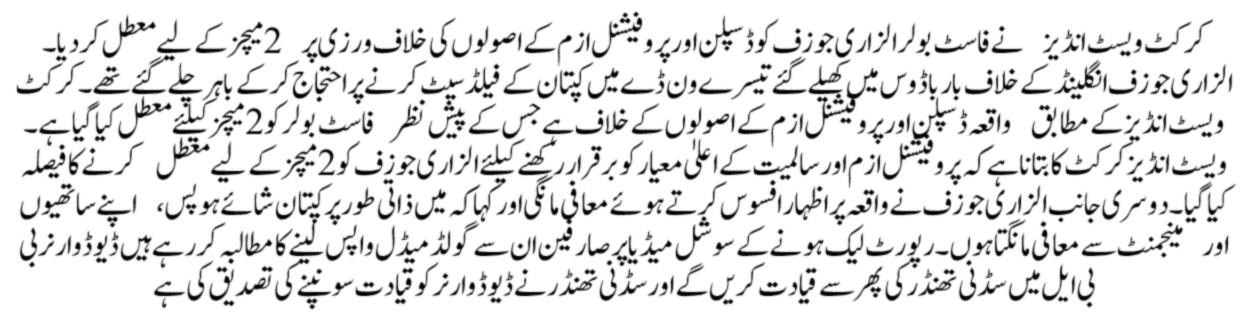 کرکٹ ویسٹ انڈیز نے فاسٹ بولر الزاری جوزف کو ڈسپلن اور پروفیشنل ازم کے اصولوں کی خلاف ورزی پر 2 میچز کے لیے معطل کردیا۔
الزاری جوزف انگلینڈ کے خلاف بارباڈوس میں کھیلے گئے تیسرے ون ڈے میں کپتان کے فیلڈ سیٹ کرنے پر احتجاج کرکے باہر چلے گئے تھے۔ کرکٹ
ویسٹ انڈیز کے مطابق واقعہ ڈسپلن اور پروفیشنل ازم کے اصولوں کے خلاف ہے جس کے پیش نظر فاسٹ بولر کو 2 میچز کیلئے معطل کیا گیا ہے۔
ویسٹ انڈیز کرکٹ کا بتانا ہے کہ پروفیشنل ازم اور سالمیت کے اعلیٰ معیار کو برقرار رکھنے کیلئے الزاری جوزف کو 2 میچز کے لیے معطل کرنے کا فیصلہ
کیا گیا۔ دوسری جانب الزاری جوزف نے واقعہ پر اظہار افسوس کرتے ہوئے معافی مانگی اور کہا کہ میں ذاتی طور پر کپتان شائے ہوپس، اپنے ساتھیوں
اور مینجمنٹ سے معافی مانگتا ہوں۔ رپورٹ لیک ہونے کے سوشل میڈیا پر صارفین ان سے گولڈ میڈل واپس لینے کا مطالبہ کررہے ہیں ڈیوڈ وارنر بی
بی ایل میں سڈنی تھنڈر کی پھر سے قیادت کریں گے اور سڈنی تھنڈر نے ڈیوڈ وارنر کو قیادت سونپنے کی تصدیق کی ہے